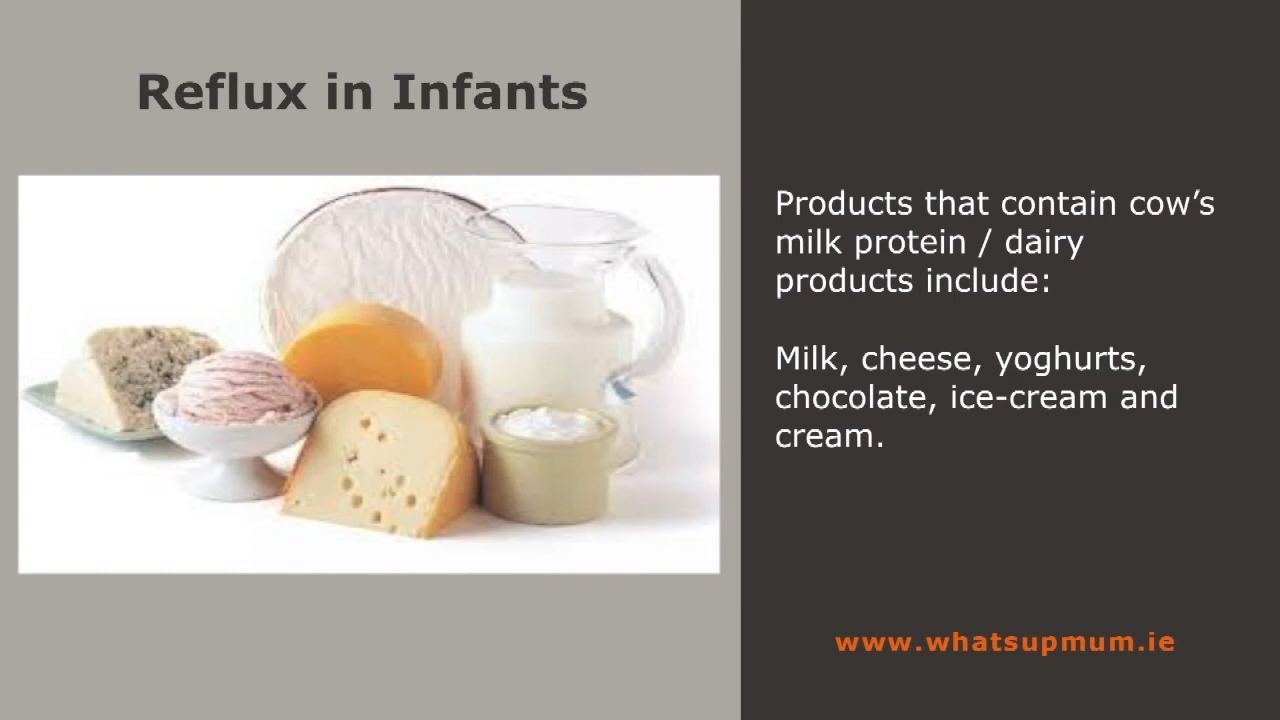 Reflux in Infants
Products that contain cow’s
milk protein / dairy
products include:
Milk, cheese, yoghurts,
chocolate, ice-cream and
cream.
www.whatsupmum.ie